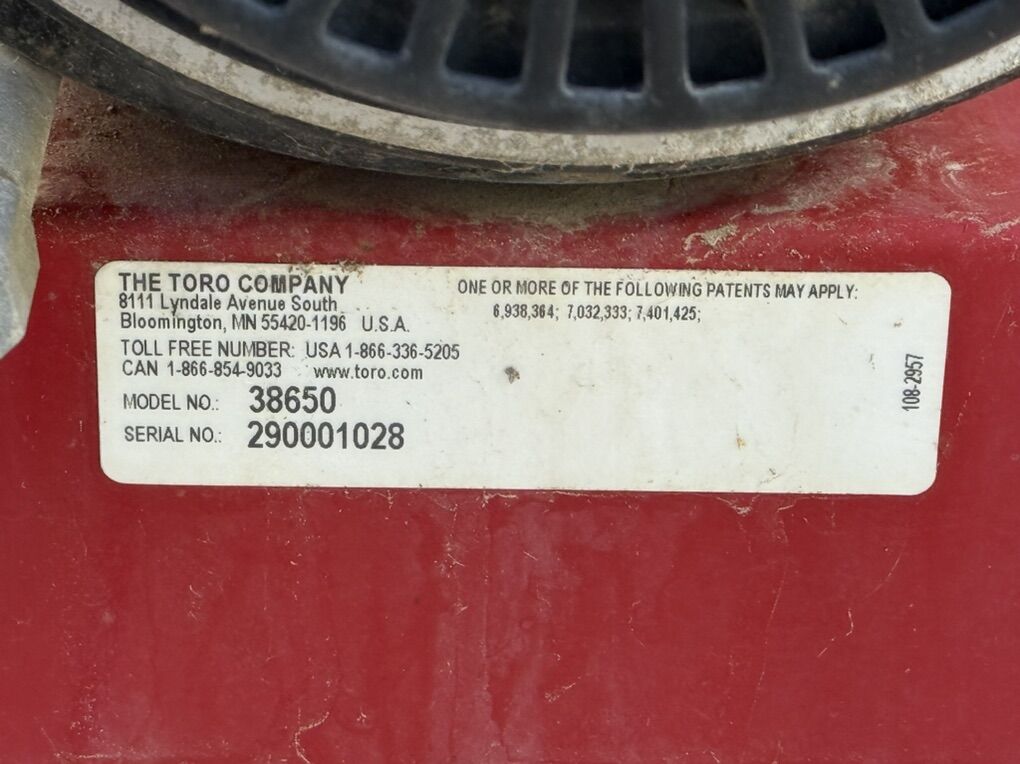 THE TORO COMPANY
8111 Lyndale Avenue South
Bloomington, MN 55420-1196 U.S.A.
TOLL FREE NUMBER: USA 1-866-336-5205
CAN 1-866-854-9033 www.toro.com
MODEL NO.: 38650
SERIAL NO.: 290001028
ONE OR MORE OF THE FOLLOWING PATENTS MAY APPLY:
6,938,364; 7,032,333; 7,401,425;
108-2957